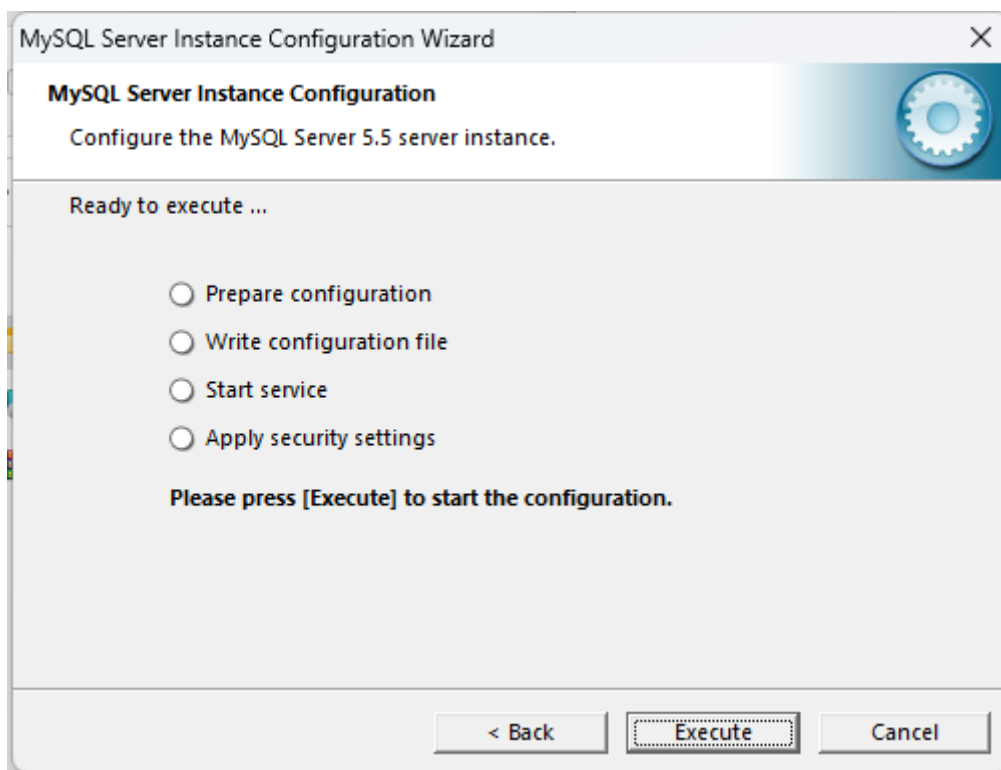 MySQL Server Instance Configuration Wizard
MySQL Server Instance Configuration
Configure the MySQL Server 5.5 server instance.
Ready to execute ...
Prepare configuration
Write configuration file
Start service
Apply security settings
Please press [Execute] to start the configuration.
< Back
Execute
Cancel